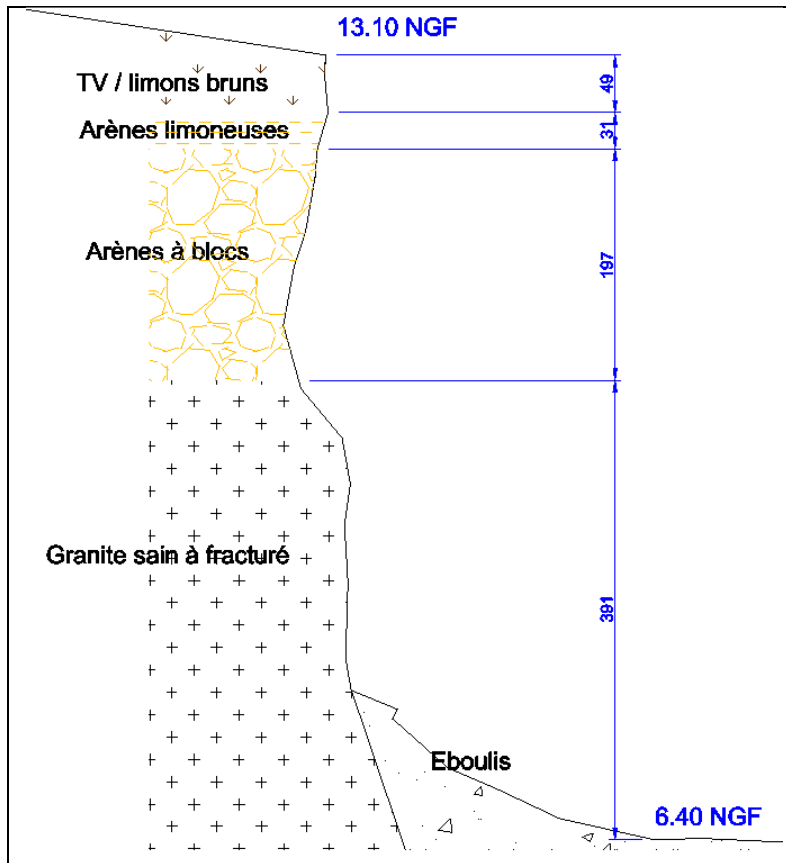 13.10 NGF
TV / limons bruns
49
Arènes limoneuses
31
Arènes à blocs
197
Granite sain à fracturé
391
Eboulis
6.40 NGF